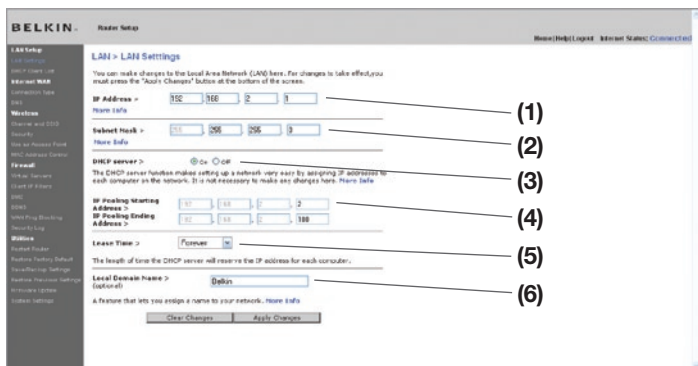 BELKIN.
Router Setup
Home|Help|Logout Internet Status: Connected
LAN Setup
LAN Settings
DHCP Client List
Internet WAN
Connection Type
DNS
Wireless
Channel and SSID
Security
Use as Access Point
MAC Address Control
Firewall
Virtual Servers
Client IP Filters
DMZ
DDNS
WAN Ping Blocking
Security Log
Utilities
Restart Router
Restore Factory Default
Save/Backup Settings
Restore Previous Settings
Firmware Update
System Settings
LAN > LAN Setttings
You can make changes to the Local Area Network (LAN) here. For changes to take effect,you
must press the "Apply Changes" button at the bottom of the screen.
IP Address > 192 . 168 . 2 . 1
More Info
(1)
Subnet Mask > 255 . 255 . 255 . 0
More Info
(2)
DHCP server > On Off
(3)
The DHCP server function makes setting up a network very easy by assigning IP addresses to
each computer on the network. It is not necessary to make any changes here. More Info
IP Pooling Starting
Address > 192 . 168 . 2 . 2
IP Pooling Ending
Address > 192 . 168 . 2 . 100
(4)
Lease Time > Forever
(5)
The length of time the DHCP server will reserve the IP address for each computer.
Local Domain Name > Belkin
(optional)
(6)
A feature that lets you assign a name to your network. More Info
Clear Changes Apply Changes